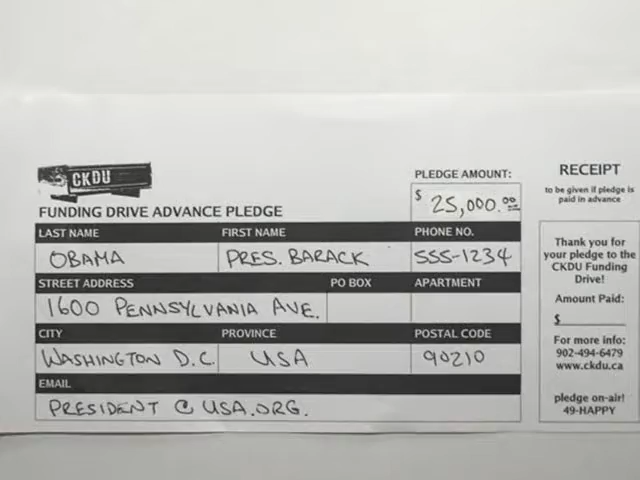 CKDU
FUNDING DRIVE ADVANCE PLEDGE
PLEDGE AMOUNT:
$ 25,000.00
LAST NAME FIRST NAME PHONE NO.
OBAMA PRES. BARACK 555-1234
STREET ADDRESS PO BOX APARTMENT
1600 PENNSYLVANIA AVE.
CITY PROVINCE POSTAL CODE
WASHINGTON D.C. USA 90210
EMAIL
PRESIDENT @ USA.ORG.
RECEIPT
to be given if pledge is
paid in advance
Thank you for
your pledge to the
CKDU Funding
Drive!
Amount Paid:
$
For more info:
902-494-6479
www.ckdu.ca
pledge on-air!
49-HAPPY